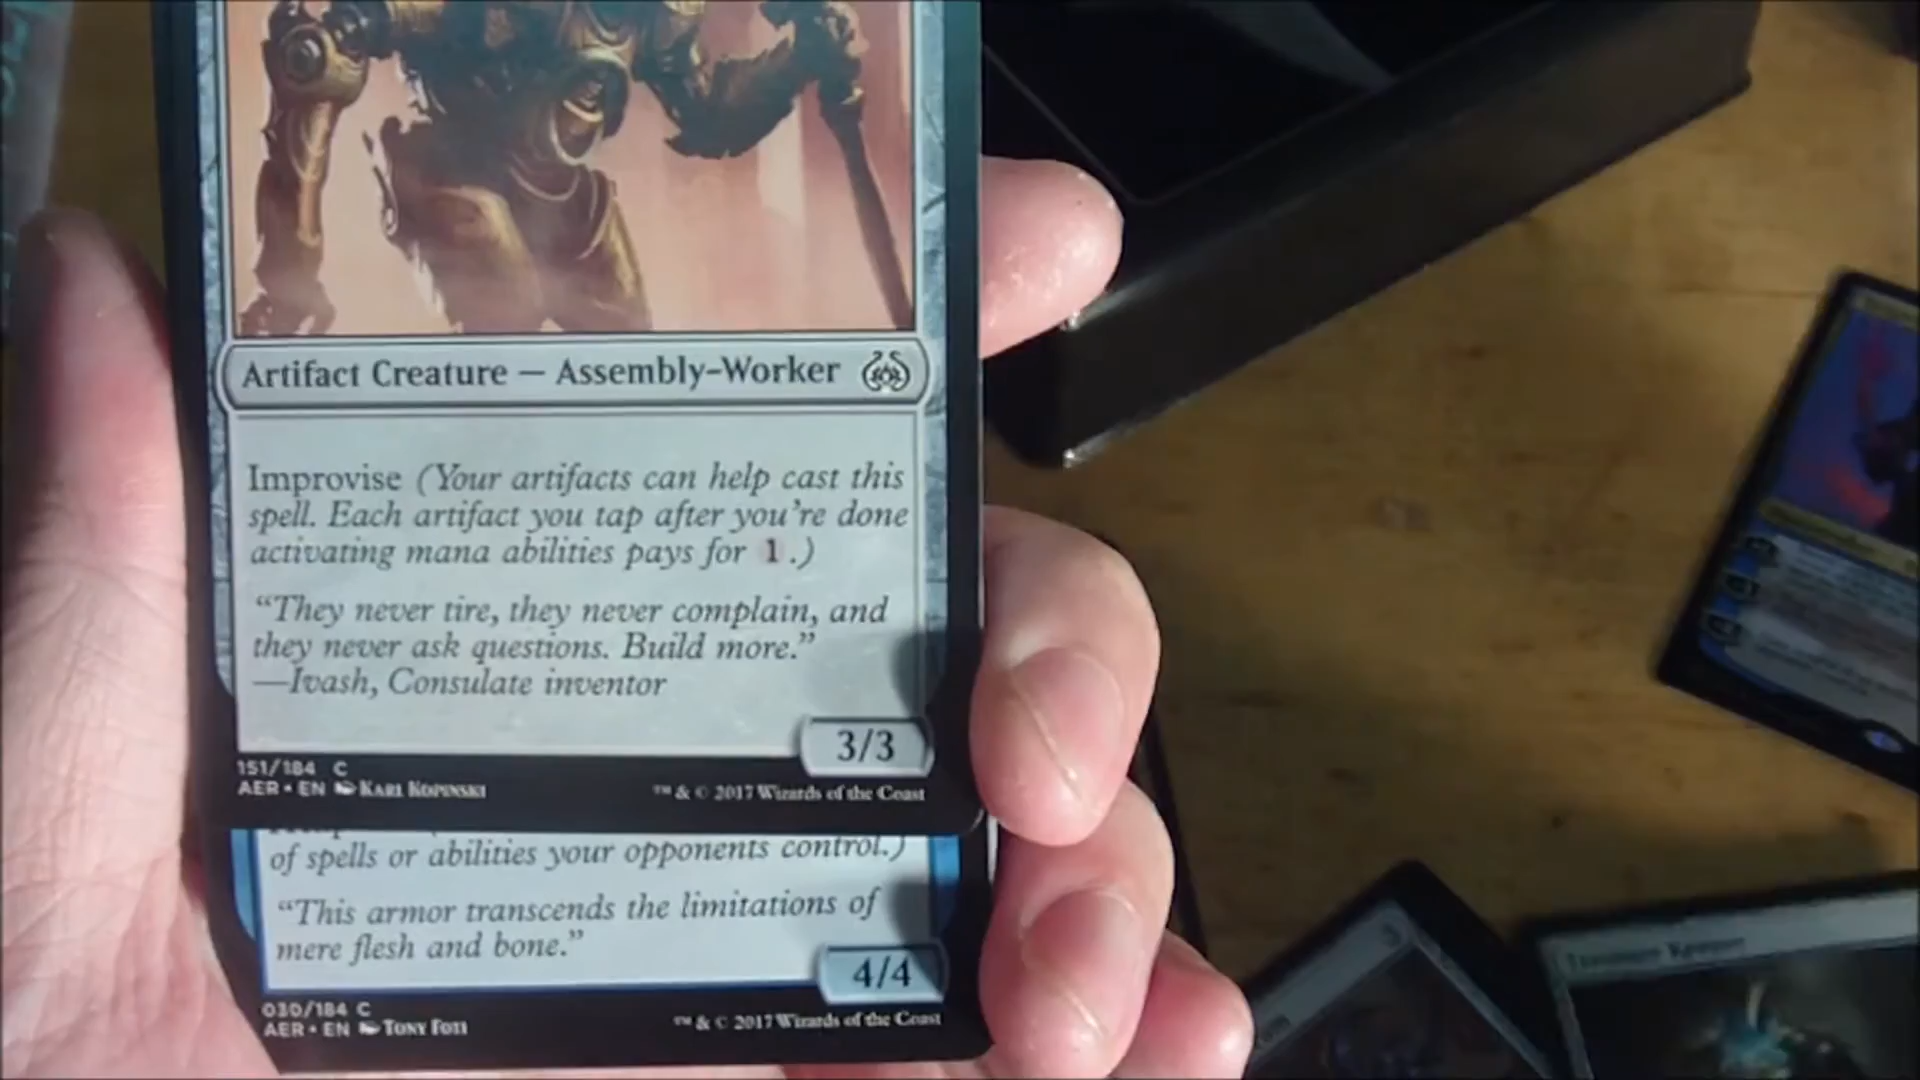 Artifact Creature — Assembly-Worker
Improvise (Your artifacts can help cast this
spell. Each artifact you tap after you're done
activating mana abilities pays for 1.)
"They never tire, they never complain, and
they never ask questions. Build more."
—Ivash, Consulate inventor
3/3
151/184 C
AER • EN KARL KOPINSKI
™ & © 2017 Wizards of the Coast
of spells or abilities your opponents control.)
"This armor transcends the limitations of
mere flesh and bone."
4/4
030/184 C
AER • EN TONY FOTI
™ & © 2017 Wizards of the Coast
Treasure Keeper